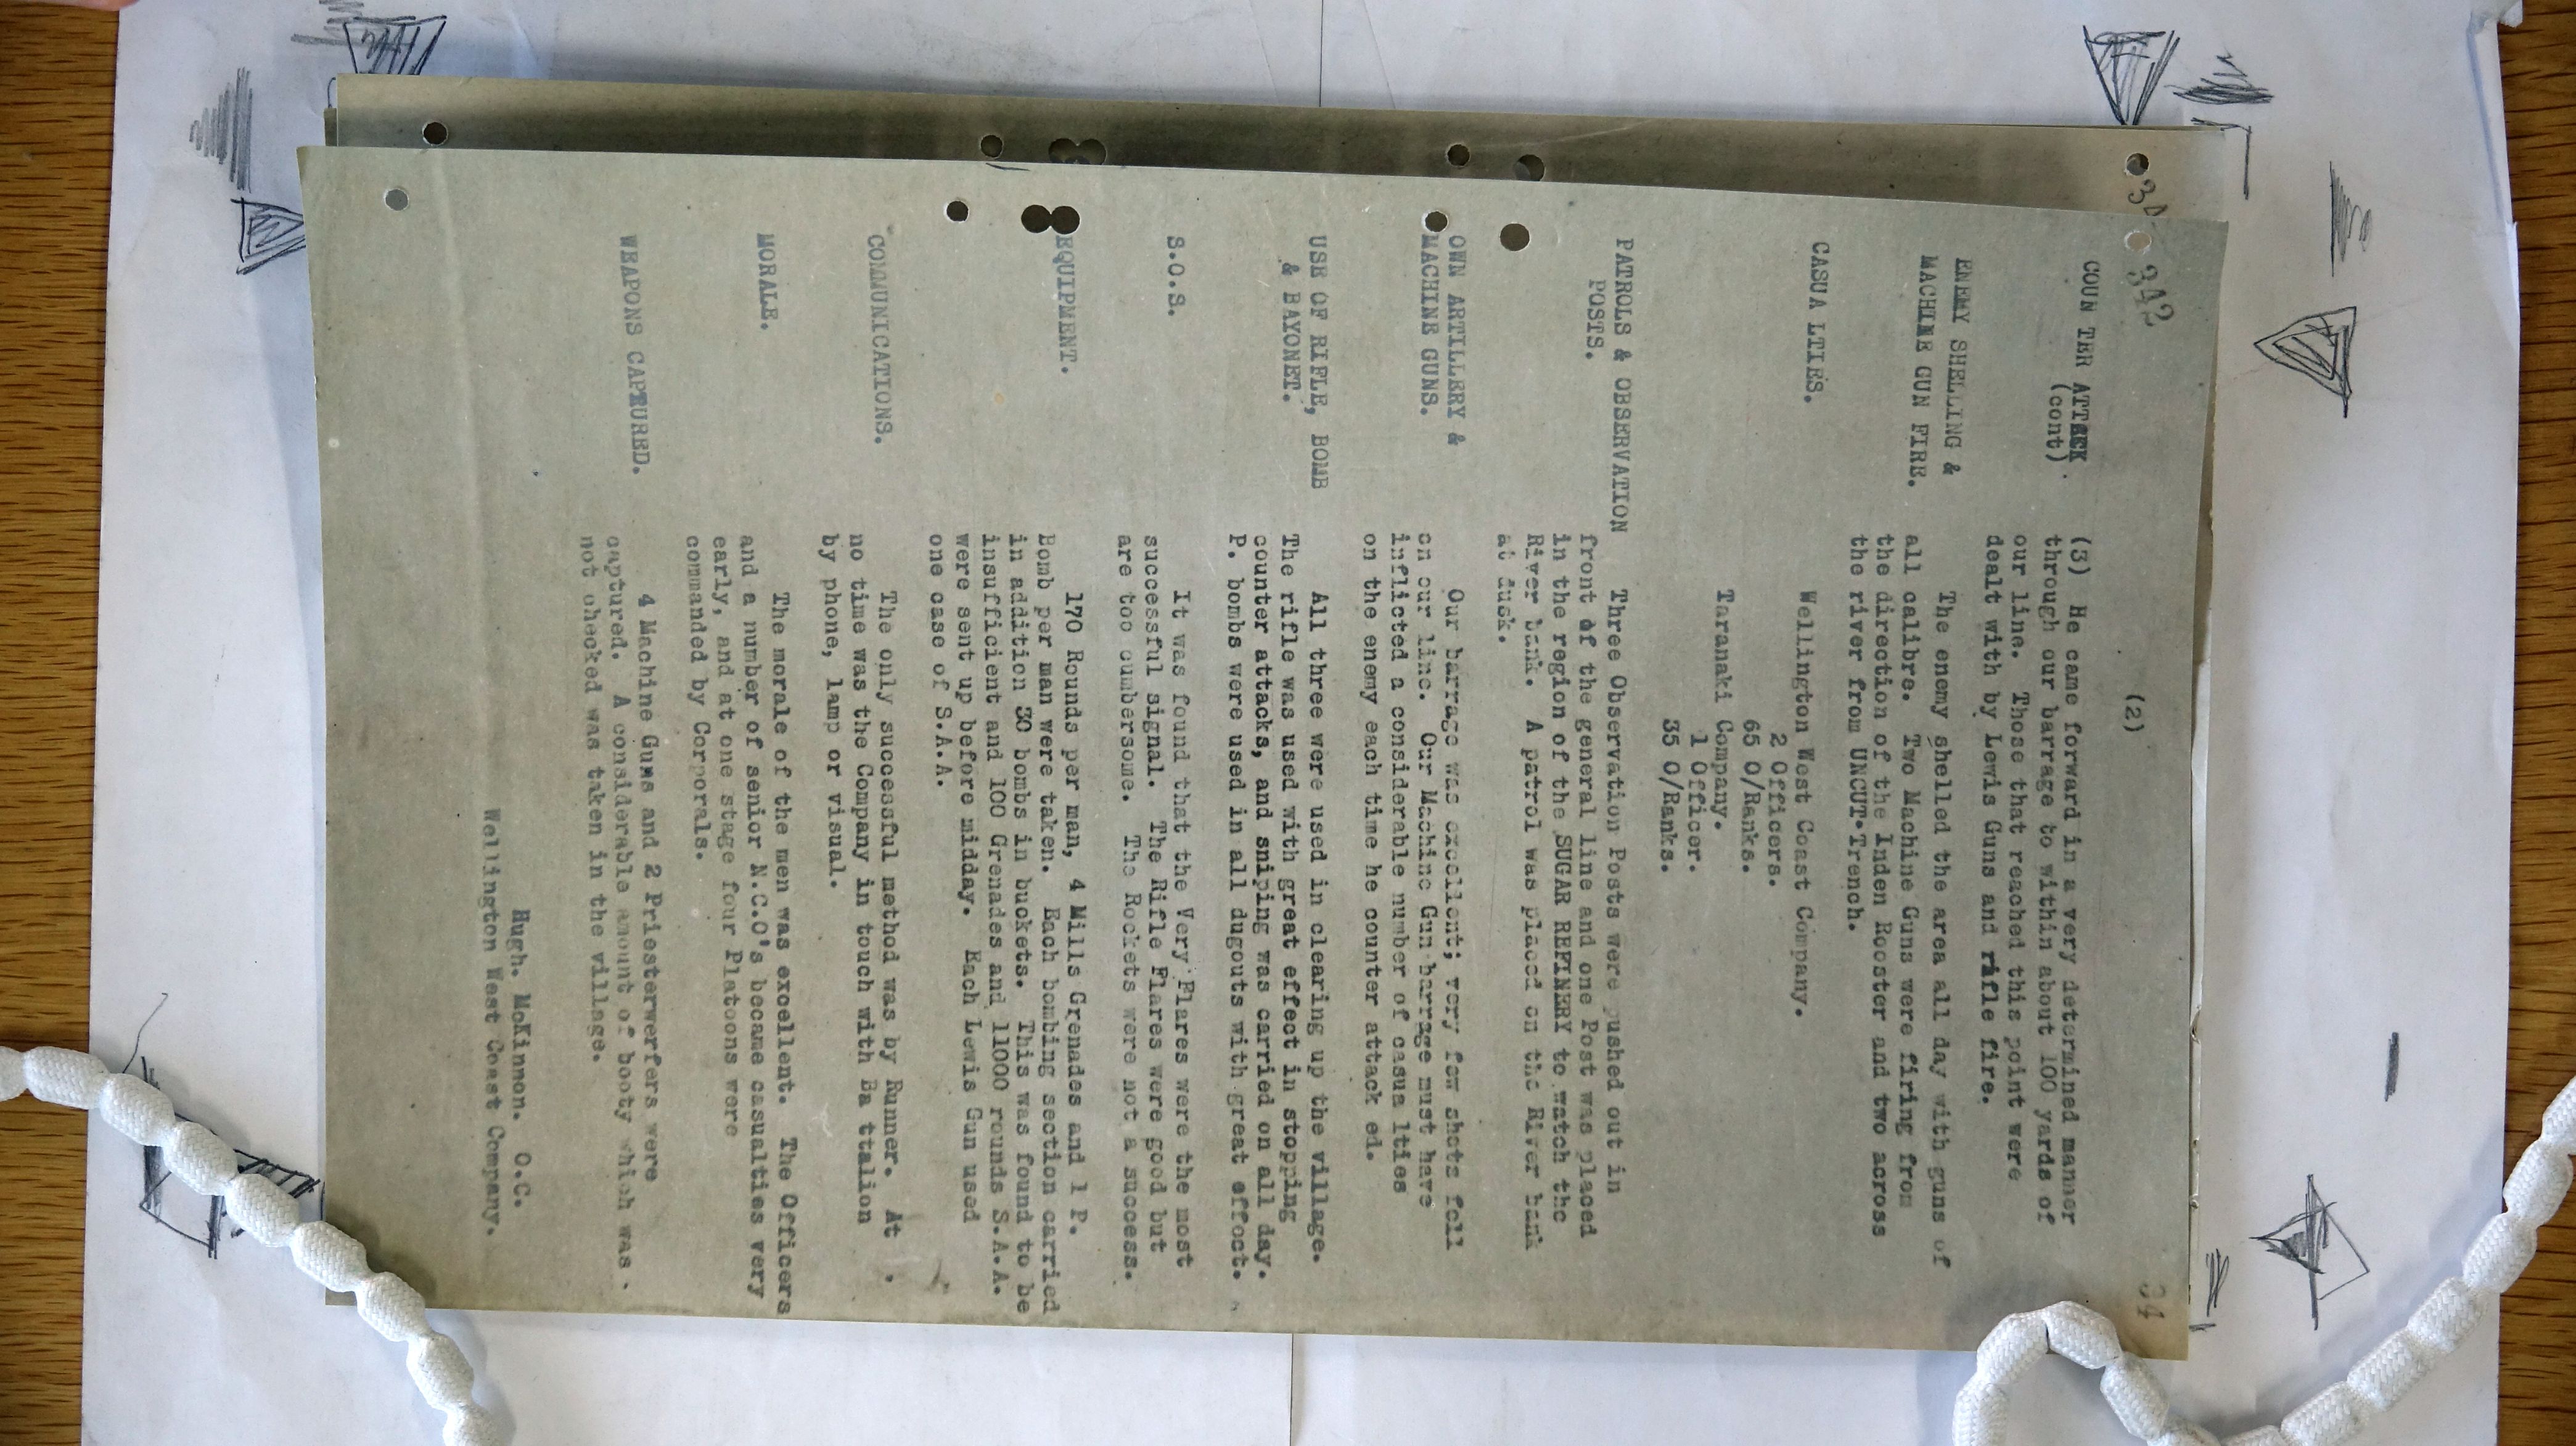 342
(2)
COUN TER ATTACK. (3) He came forward in a very determined manner
(cont) through our barrage to within about 100 yards of
our line. Those that reached this point were
dealt with by Lewis Guns and rifle fire.
ENEMY SHELLING & The enemy shelled the area all day with guns of
MACHINE GUN FIRE. all calibre. Two Machine Guns were firing from
the direction of the Inden Rooster and two across
the river from UNCUT.Trench.
CASUA LTIES. Wellington West Coast Company.
2 Officers.
65 O/Ranks.
Taranaki Company.
1 Officer.
35 O/Ranks.
PATROLS & OBSERVATION Three Observation Posts were pushed out in
POSTS. front of the general line and one Post was placed
in the region of the SUGAR REFINERY to watch the
River bank. A patrol was placed on the River bank
at dusk.
OWN ARTILLERY & Our barrage was excellent; very few shots fell
MACHINE GUNS. on our line. Our Machine Gun barrage must have
inflicted a considerable number of casua lties
on the enemy each time he counter attack ed.
USE OF RIFLE, BOMB All three were used in clearing up the village.
& BAYONET. The rifle was used with great effect in stopping
counter attacks, and sniping was carried on all day.
P. bombs were used in all dugouts with great effect.
S.O.S. It was found that the Very Flares were the most
successful signal. The Rifle Flares were good but
are too cumbersome. The Rockets were not a success.
EQUIPMENT. 170 Rounds per man, 4 Mills Grenades and 1 P.
Bomb per man were taken. Each bombing section carried
in addition 30 bombs in buckets. This was found to be
insufficient and 100 Grenades and 11000 rounds S.A.A.
were sent up before midday. Each Lewis Gun used
one case of S.A.A.
COMMUNICATIONS. The only successful method was by Runner. At
no time was the Company in touch with Ba ttalion
by phone, lamp or visual.
MORALE. The morale of the men was excellent. The Officers
and a number of senior N.C.O's became casualties very
early, and at one stage four Platoons were
commanded by Corporals.
WEAPONS CAPTURED. 4 Machine Guns and 2 Priesterwerfers were
captured. A considerable amount of booty which was
not checked was taken in the village.
Hugh. McKinnon. O.C.
Wellington West Coast Company.